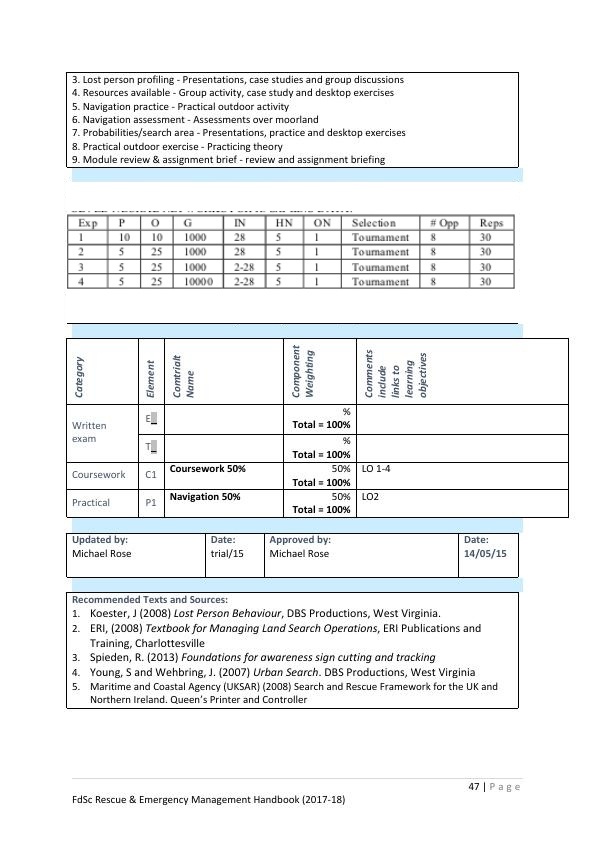 3. Lost person profiling - Presentations, case studies and group discussions
4. Resources available - Group activity, case study and desktop exercises
5. Navigation practice - Practical outdoor activity
6. Navigation assessment - Assessments over moorland
7. Probabilities/search area - Presentations, practice and desktop exercises
8. Practical outdoor exercise - Practicing theory
9. Module review & assignment brief - review and assignment briefing
Exp P O G IN HN ON Selection # Opp Reps
1 10 10 1000 28 5 1 Tournament 8 30
2 5 25 1000 28 5 1 Tournament 8 30
3 5 25 1000 2-28 5 1 Tournament 8 30
4 5 25 10000 2-28 5 1 Tournament 8 30
Category
Element
Comtrialt
Name
Component
Weighting
Comments
include
links to
learning
objectives
Written
exam
E_
%
Total = 100%
T_
%
Total = 100%
Coursework C1 Coursework 50% 50% LO 1-4
Total = 100%
Practical P1 Navigation 50% 50% LO2
Total = 100%
Updated by: Date: Approved by: Date:
Michael Rose trial/15 Michael Rose 14/05/15
Recommended Texts and Sources:
1. Koester, J (2008) Lost Person Behaviour, DBS Productions, West Virginia.
2. ERI, (2008) Textbook for Managing Land Search Operations, ERI Publications and
Training, Charlottesville
3. Spieden, R. (2013) Foundations for awareness sign cutting and tracking
4. Young, S and Wehbring, J. (2007) Urban Search. DBS Productions, West Virginia
5. Maritime and Coastal Agency (UKSAR) (2008) Search and Rescue Framework for the UK and
Northern Ireland. Queen's Printer and Controller
47 | Page
FdSc Rescue & Emergency Management Handbook (2017-18)